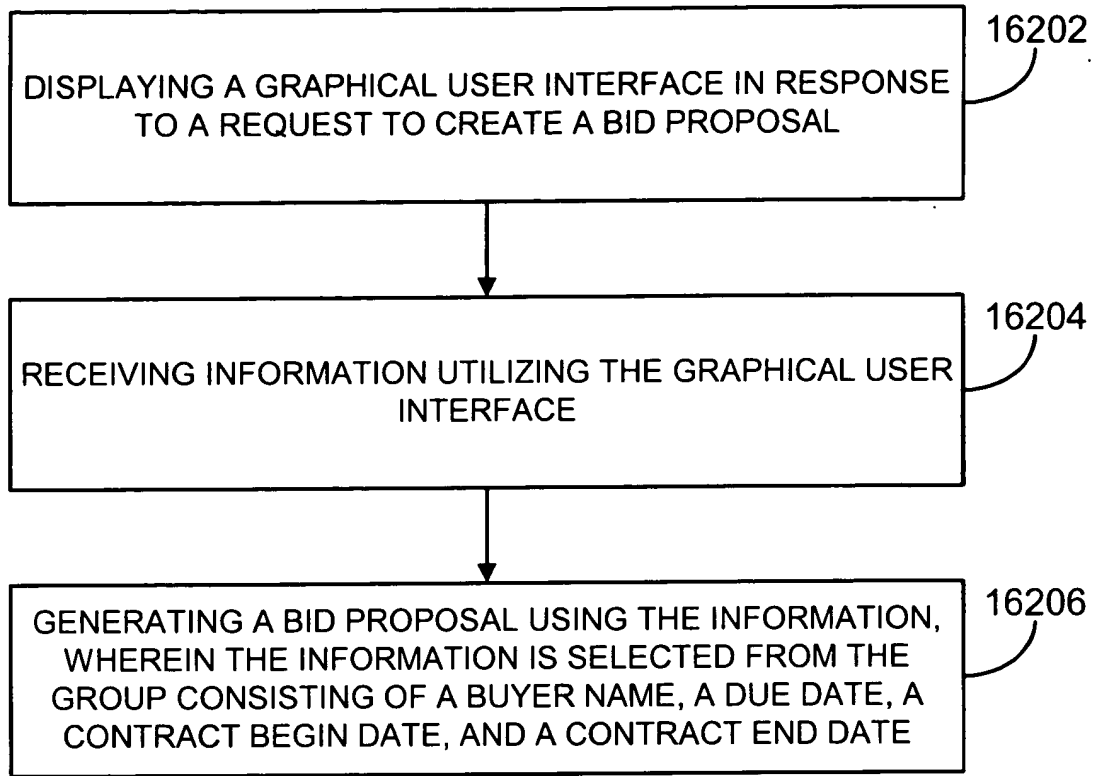 16202
DISPLAYING A GRAPHICAL USER INTERFACE IN RESPONSE
TO A REQUEST TO CREATE A BID PROPOSAL
16204
RECEIVING INFORMATION UTILIZING THE GRAPHICAL USER
INTERFACE
16206
GENERATING A BID PROPOSAL USING THE INFORMATION,
WHEREIN THE INFORMATION IS SELECTED FROM THE
GROUP CONSISTING OF A BUYER NAME, A DUE DATE, A
CONTRACT BEGIN DATE, AND A CONTRACT END DATE